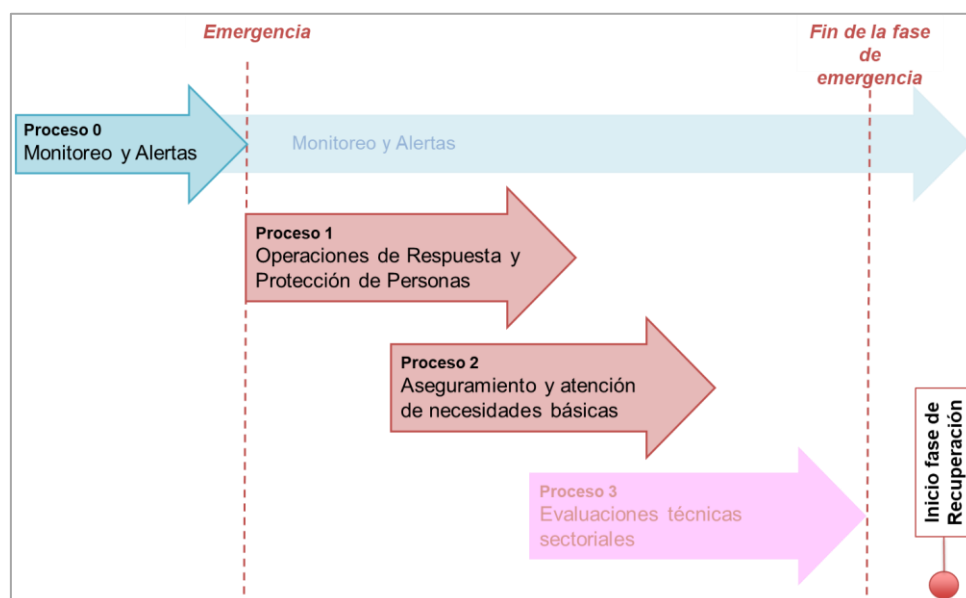 Emergencia
Fin de la fase
de
emergencia
Proceso 0
Monitoreo y Alertas
Monitoreo y Alertas
Proceso 1
Operaciones de Respuesta y
Protección de Personas
Proceso 2
Aseguramiento y atención
de necesidades básicas
Proceso 3
Evaluaciones técnicas
sectoriales
Inicio fase de
Recuperación